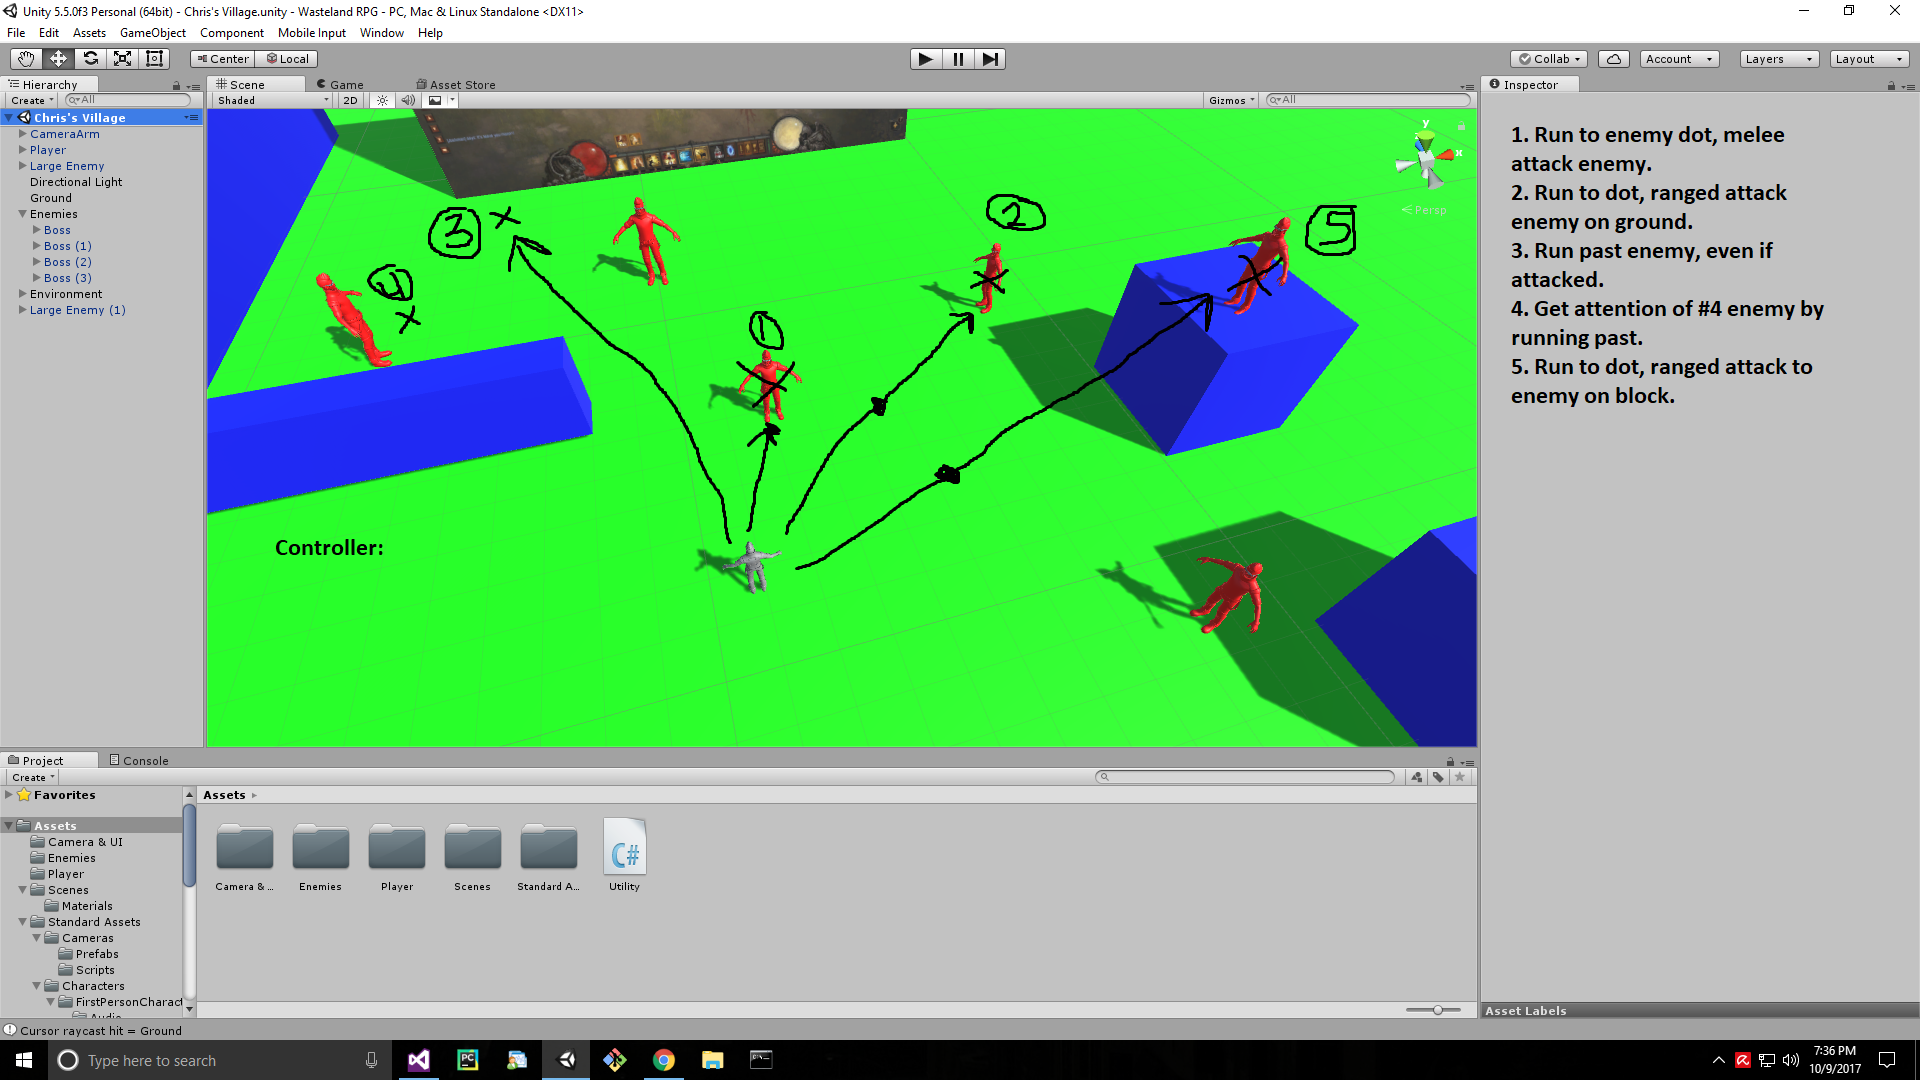 Unity 5.5.0f3 Personal (64bit) - Chris's Village.unity - Wasteland RPG - PC, Mac & Linux Standalone <DX11>
File Edit Assets GameObject Component Mobile Input Window Help
Center Local Collab Account Layers Layout
Hierarchy
Create All
Chris's Village
CameraArm
Player
Large Enemy
Directional Light
Ground
Enemies
Boss
Boss (1)
Boss (2)
Boss (3)
Environment
Large Enemy (1)
Scene Game Asset Store
Shaded 2D Gizmos All
y
x
Persp
3 x
2
5
4
x
1
Controller:
Inspector
1. Run to enemy dot, melee
attack enemy.
2. Run to dot, ranged attack
enemy on ground.
3. Run past enemy, even if
attacked.
4. Get attention of #4 enemy by
running past.
5. Run to dot, ranged attack to
enemy on block.
Asset Labels
Project Console
Create
Favorites
Assets
Camera & UI
Enemies
Player
Scenes
Materials
Standard Assets
Cameras
Prefabs
Scripts
Characters
FirstPersonCharact
Audio
Assets
C#
Camera & ... Enemies Player Scenes Standard A... Utility
Cursor raycast hit = Ground
Type here to search
PC
7:36 PM
10/9/2017